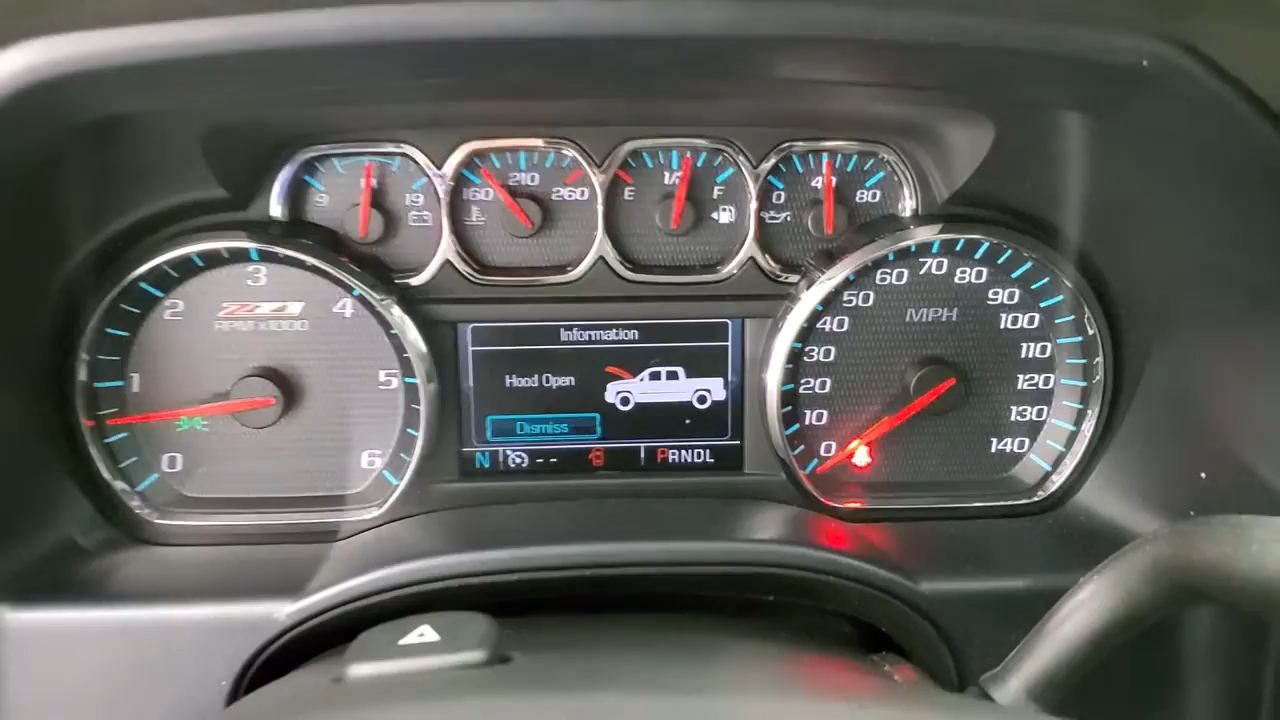 9 19
160 210 260
E 1/2 F
0 40 80
0 1 2 3 4 5 6
Z71
RPM x1000
Information
Hood Open
Dismiss
N -- PRNDL
0 10 20 30 40 50 60 70 80 90 100 110 120 130 140
MPH